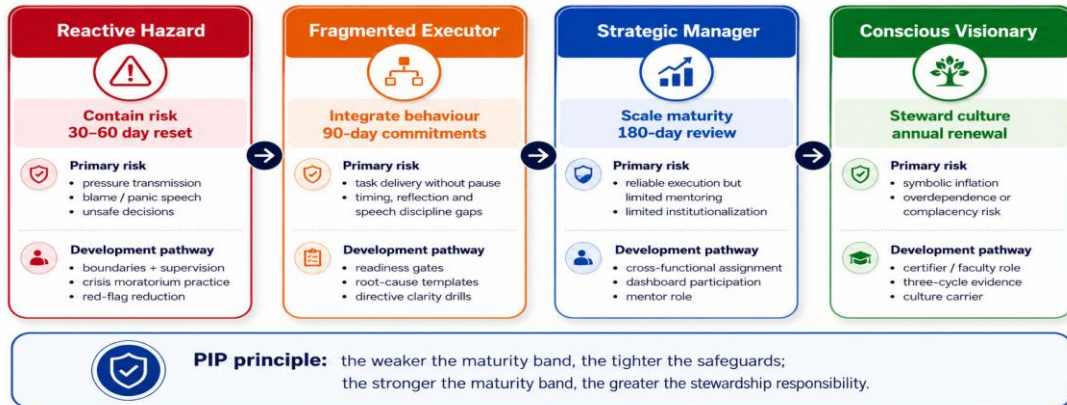 Reactive Hazard
Contain risk
30–60 day reset
Primary risk
• pressure transmission
• blame / panic speech
• unsafe decisions
Development pathway
• boundaries + supervision
• crisis moratorium practice
• red-flag reduction
Fragmented Executor
Integrate behaviour
90-day commitments
Primary risk
• task delivery without pause
• timing, reflection and
speech discipline gaps
Development pathway
• readiness gates
• root-cause templates
• directive clarity drills
Strategic Manager
Scale maturity
180-day review
Primary risk
• reliable execution but
limited mentoring
• limited institutionalization
Development pathway
• cross-functional assignment
• dashboard participation
• mentor role
Conscious Visionary
Steward culture
annual renewal
Primary risk
• symbolic inflation
• overdependence or
complacency risk
Development pathway
• certifier / faculty role
• three-cycle evidence
• culture carrier
PIP principle: the weaker the maturity band, the tighter the safeguards;
the stronger the maturity band, the greater the stewardship responsibility.